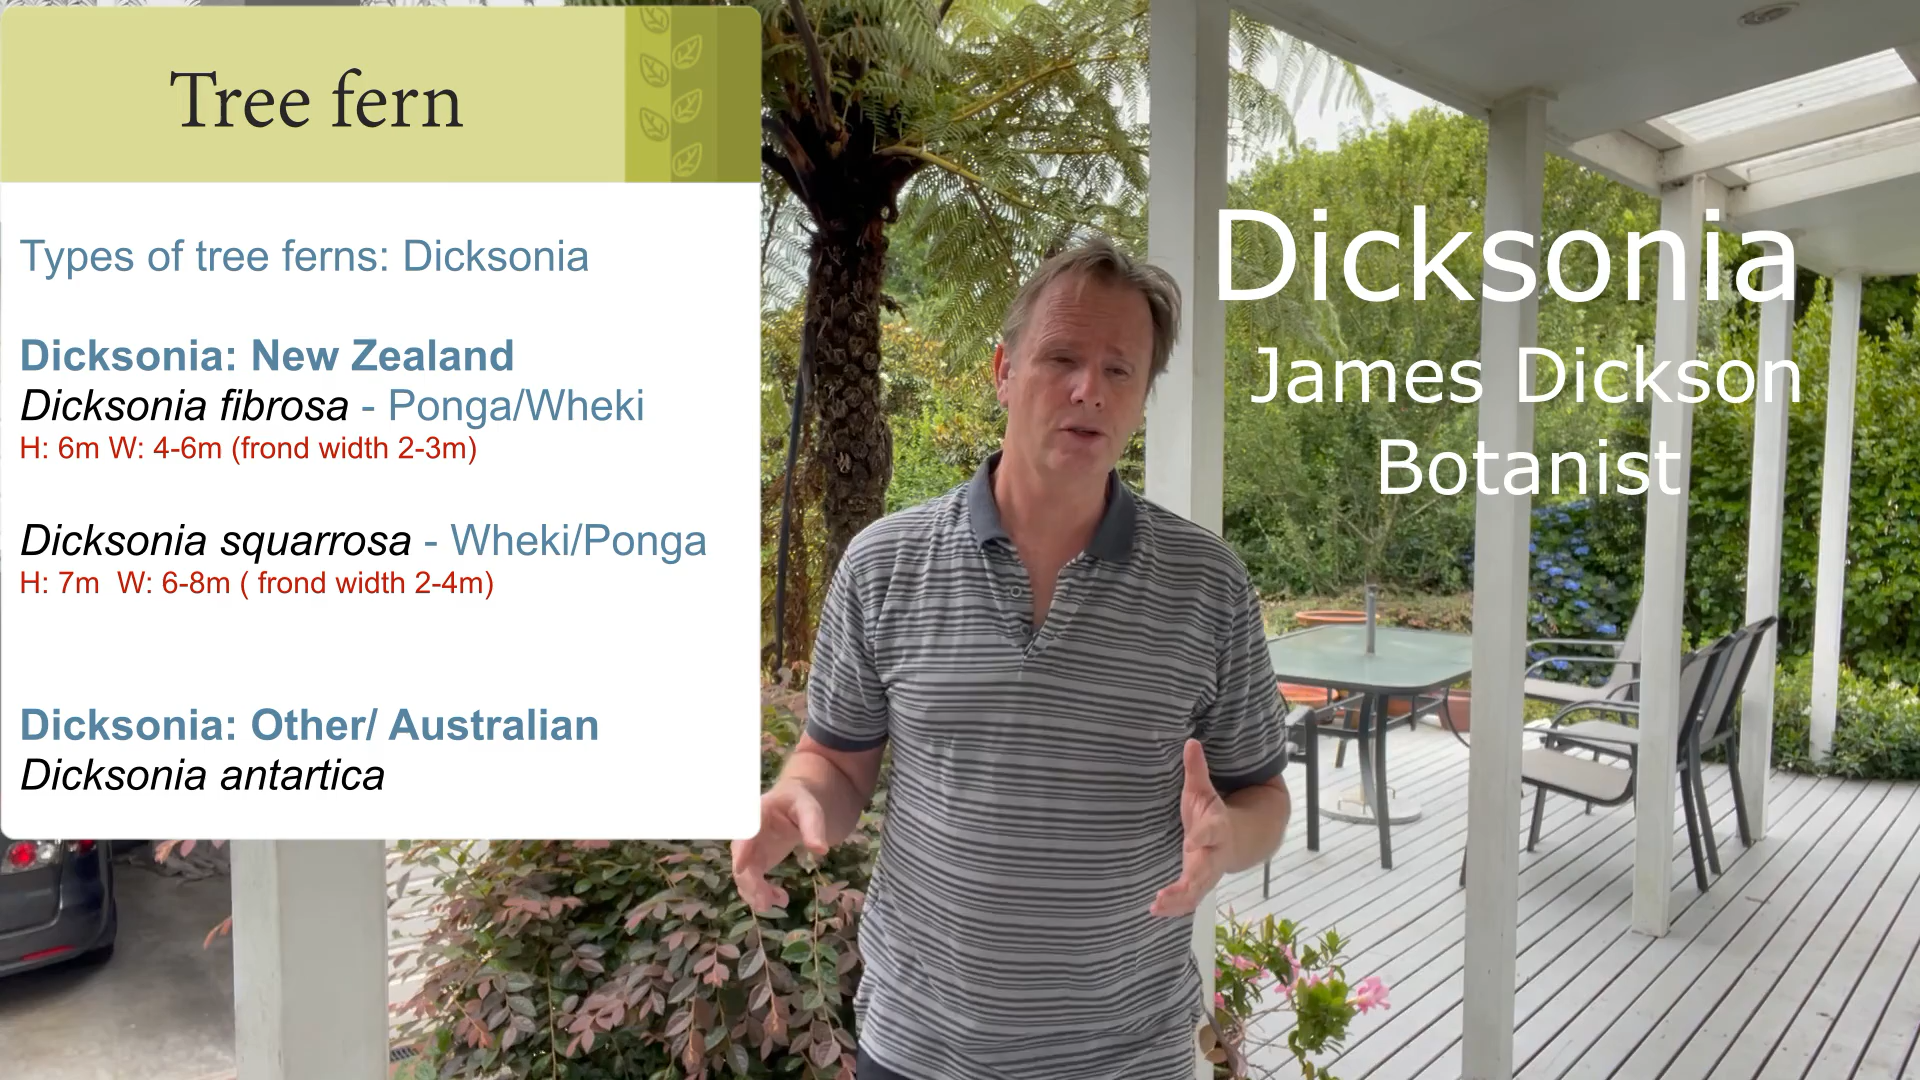 Tree fern
Types of tree ferns: Dicksonia
Dicksonia: New Zealand
Dicksonia fibrosa - Ponga/Wheki
H: 6m W: 4-6m (frond width 2-3m)
Dicksonia squarrosa - Wheki/Ponga
H: 7m  W: 6-8m ( frond width 2-4m)
Dicksonia: Other/ Australian
Dicksonia antartica
Dicksonia
James Dickson
Botanist